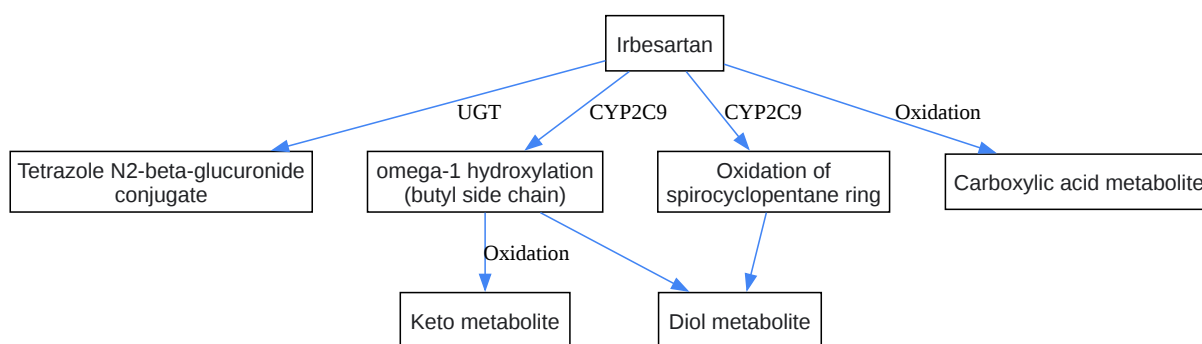 Irbesartan
UGT
CYP2C9
CYP2C9
Oxidation
Tetrazole N2-beta-glucuronide
conjugate
omega-1 hydroxylation
(butyl side chain)
Oxidation of
spirocyclopentane ring
Carboxylic acid metabolite
Oxidation
Keto metabolite
Diol metabolite